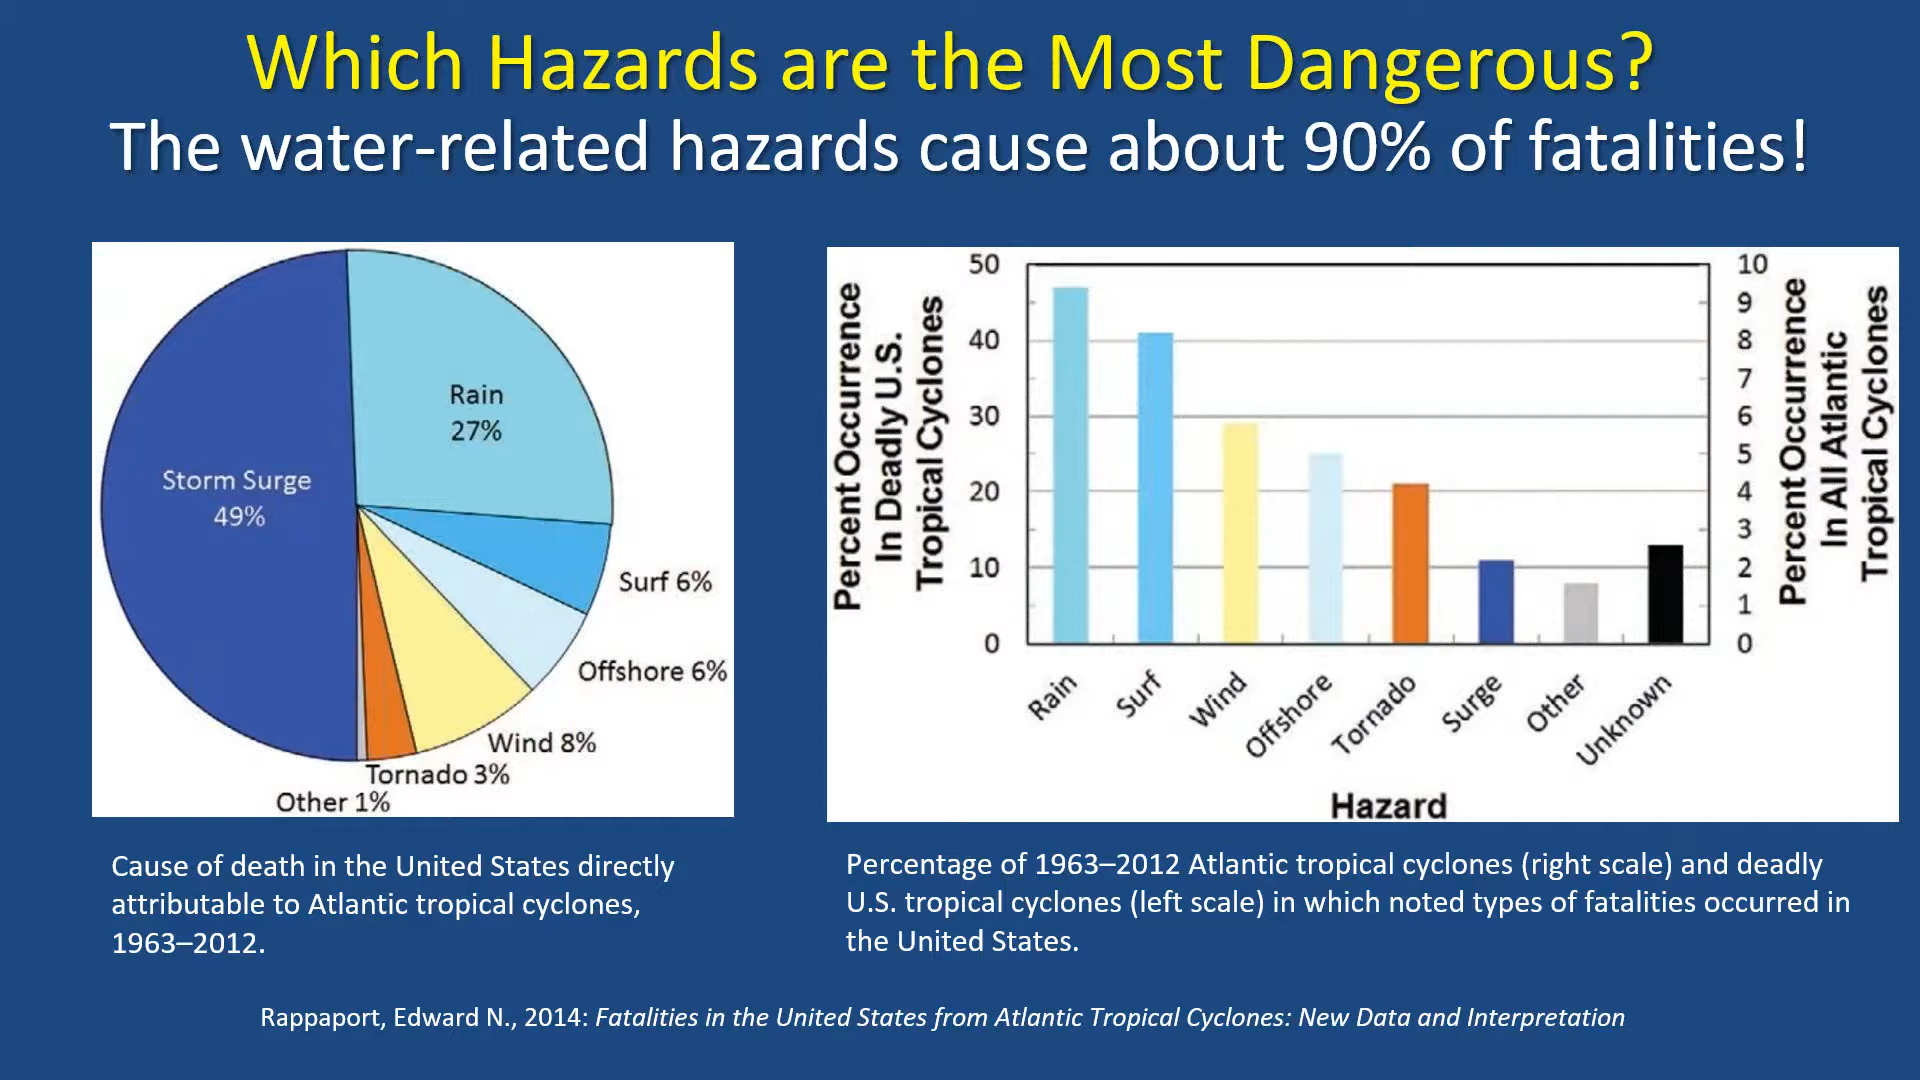 Which Hazards are the Most Dangerous?
The water-related hazards cause about 90% of fatalities!
Rain
27%
Storm Surge
49%
Surf 6%
Offshore 6%
Wind 8%
Tornado 3%
Other 1%
Percent Occurrence
In Deadly U.S.
Tropical Cyclones
50
40
30
20
10
0
10
9
8
7
6
5
4
3
2
1
0
Percent Occurrence
In All Atlantic
Tropical Cyclones
Rain
Surf
Wind
Offshore
Tornado
Surge
Other
Unknown
Hazard
Cause of death in the United States directly
attributable to Atlantic tropical cyclones,
1963–2012.
Percentage of 1963–2012 Atlantic tropical cyclones (right scale) and deadly
U.S. tropical cyclones (left scale) in which noted types of fatalities occurred in
the United States.
Rappaport, Edward N., 2014: Fatalities in the United States from Atlantic Tropical Cyclones: New Data and Interpretation